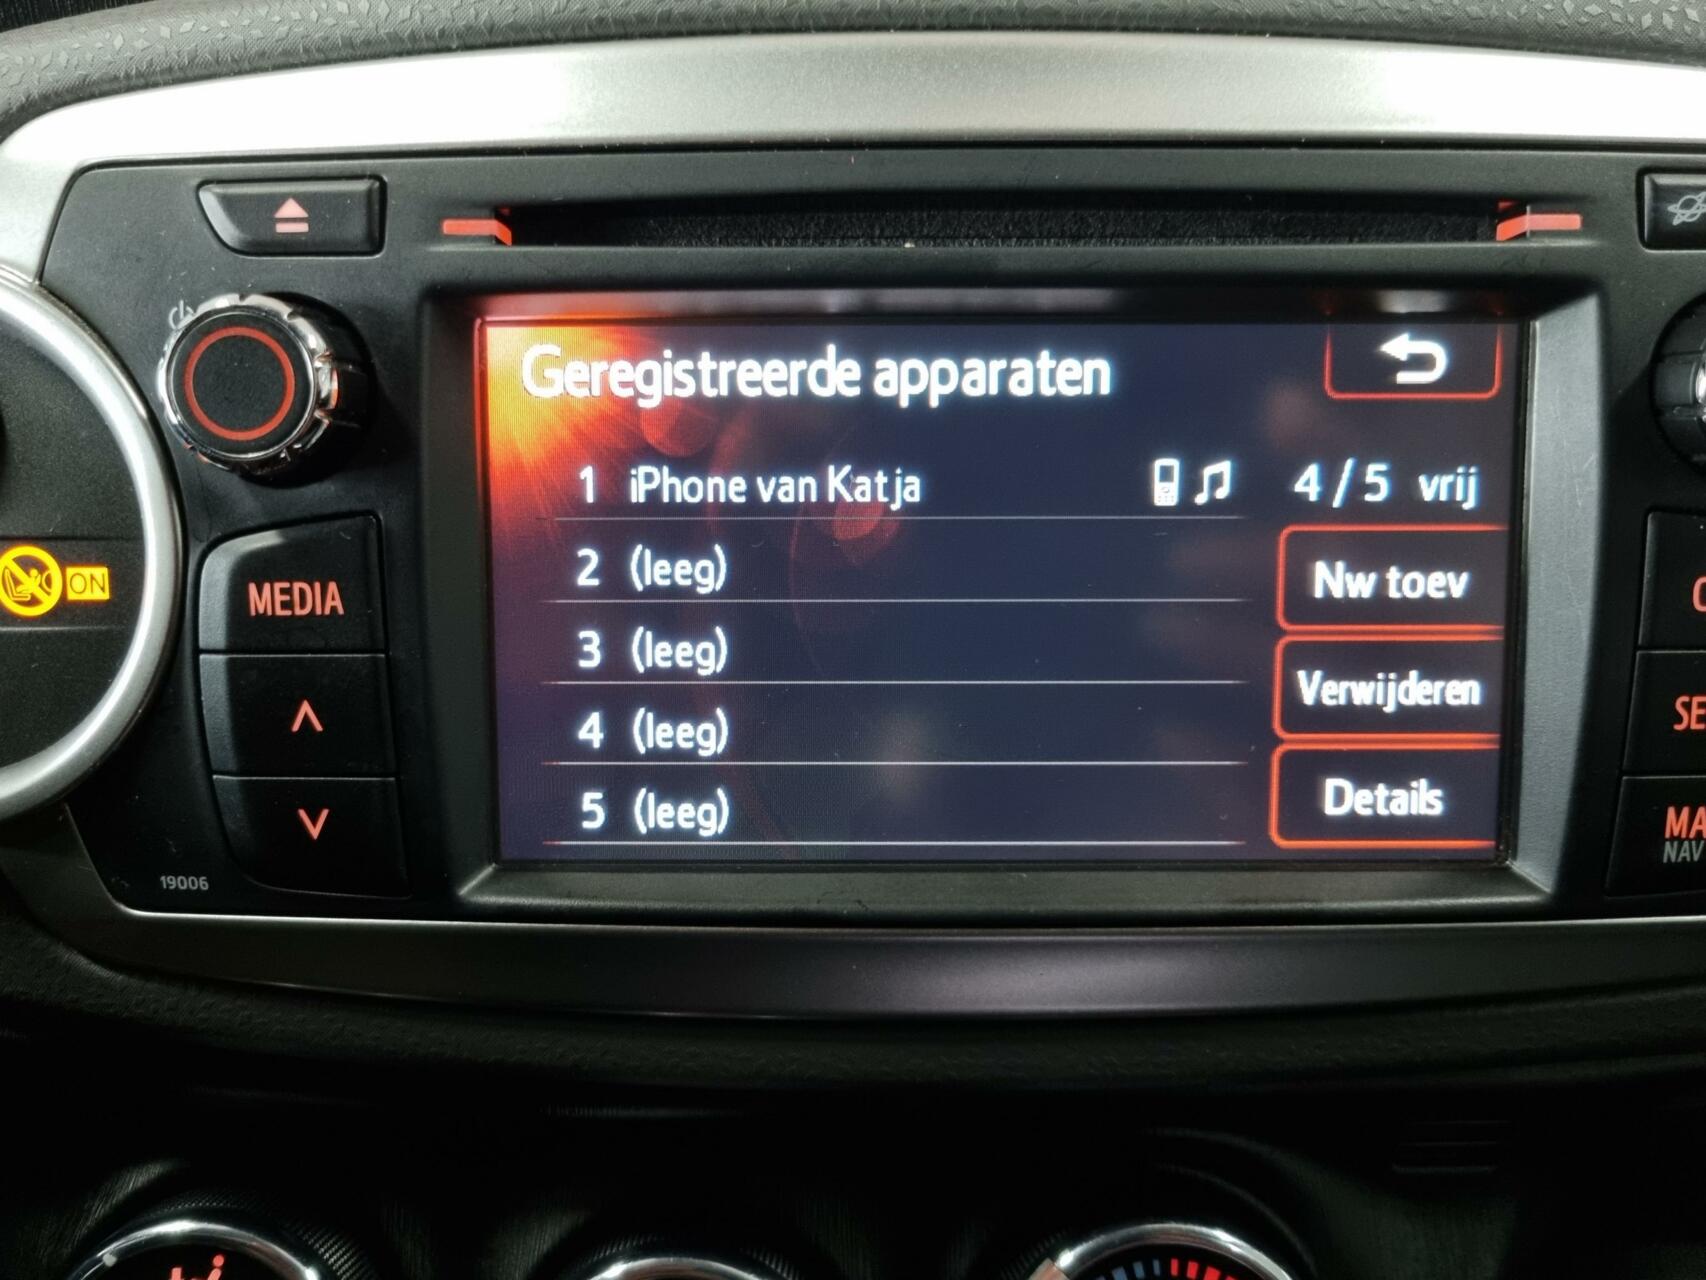 Geregistreerde apparaten
1 iPhone van Katja
4 / 5 vrij
2 (leeg)
Nw toev
3 (leeg)
Verwijderen
4 (leeg)
Details
5 (leeg)
ON
MEDIA
19006
NAV